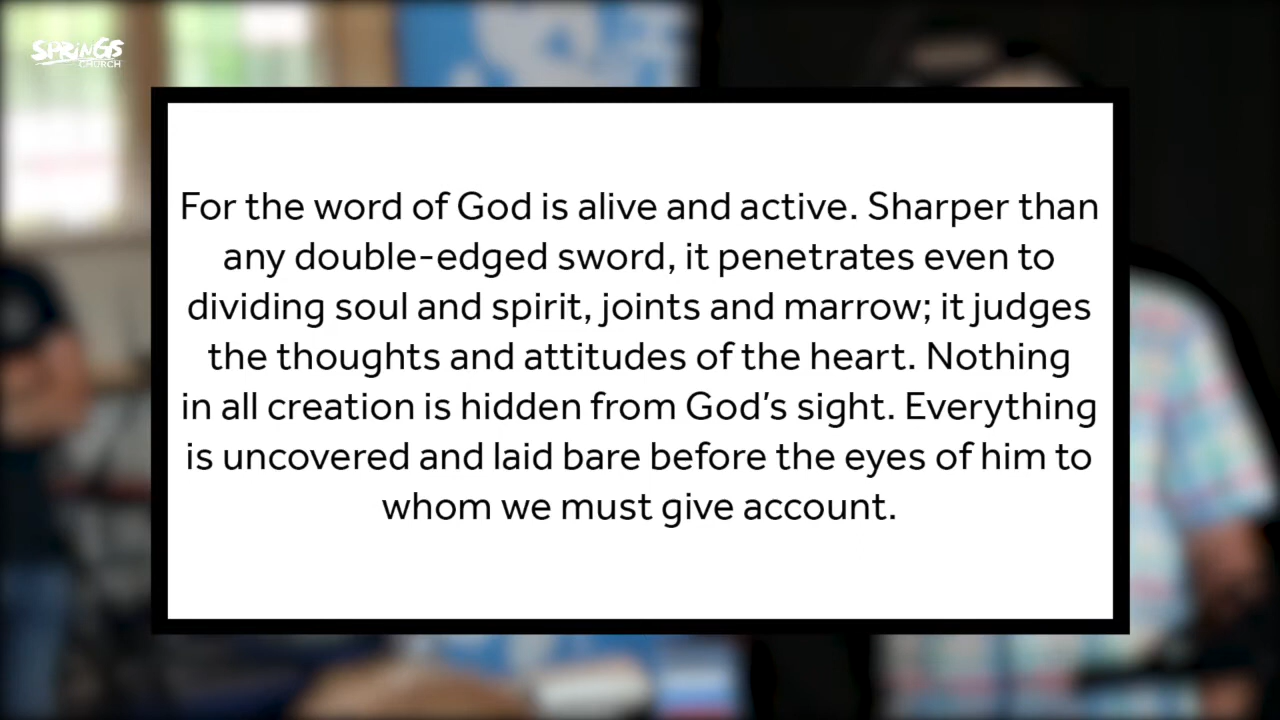 SPRiNGS
CHURCH
For the word of God is alive and active. Sharper than
any double-edged sword, it penetrates even to
dividing soul and spirit, joints and marrow; it judges
the thoughts and attitudes of the heart. Nothing
in all creation is hidden from God's sight. Everything
is uncovered and laid bare before the eyes of him to
whom we must give account.